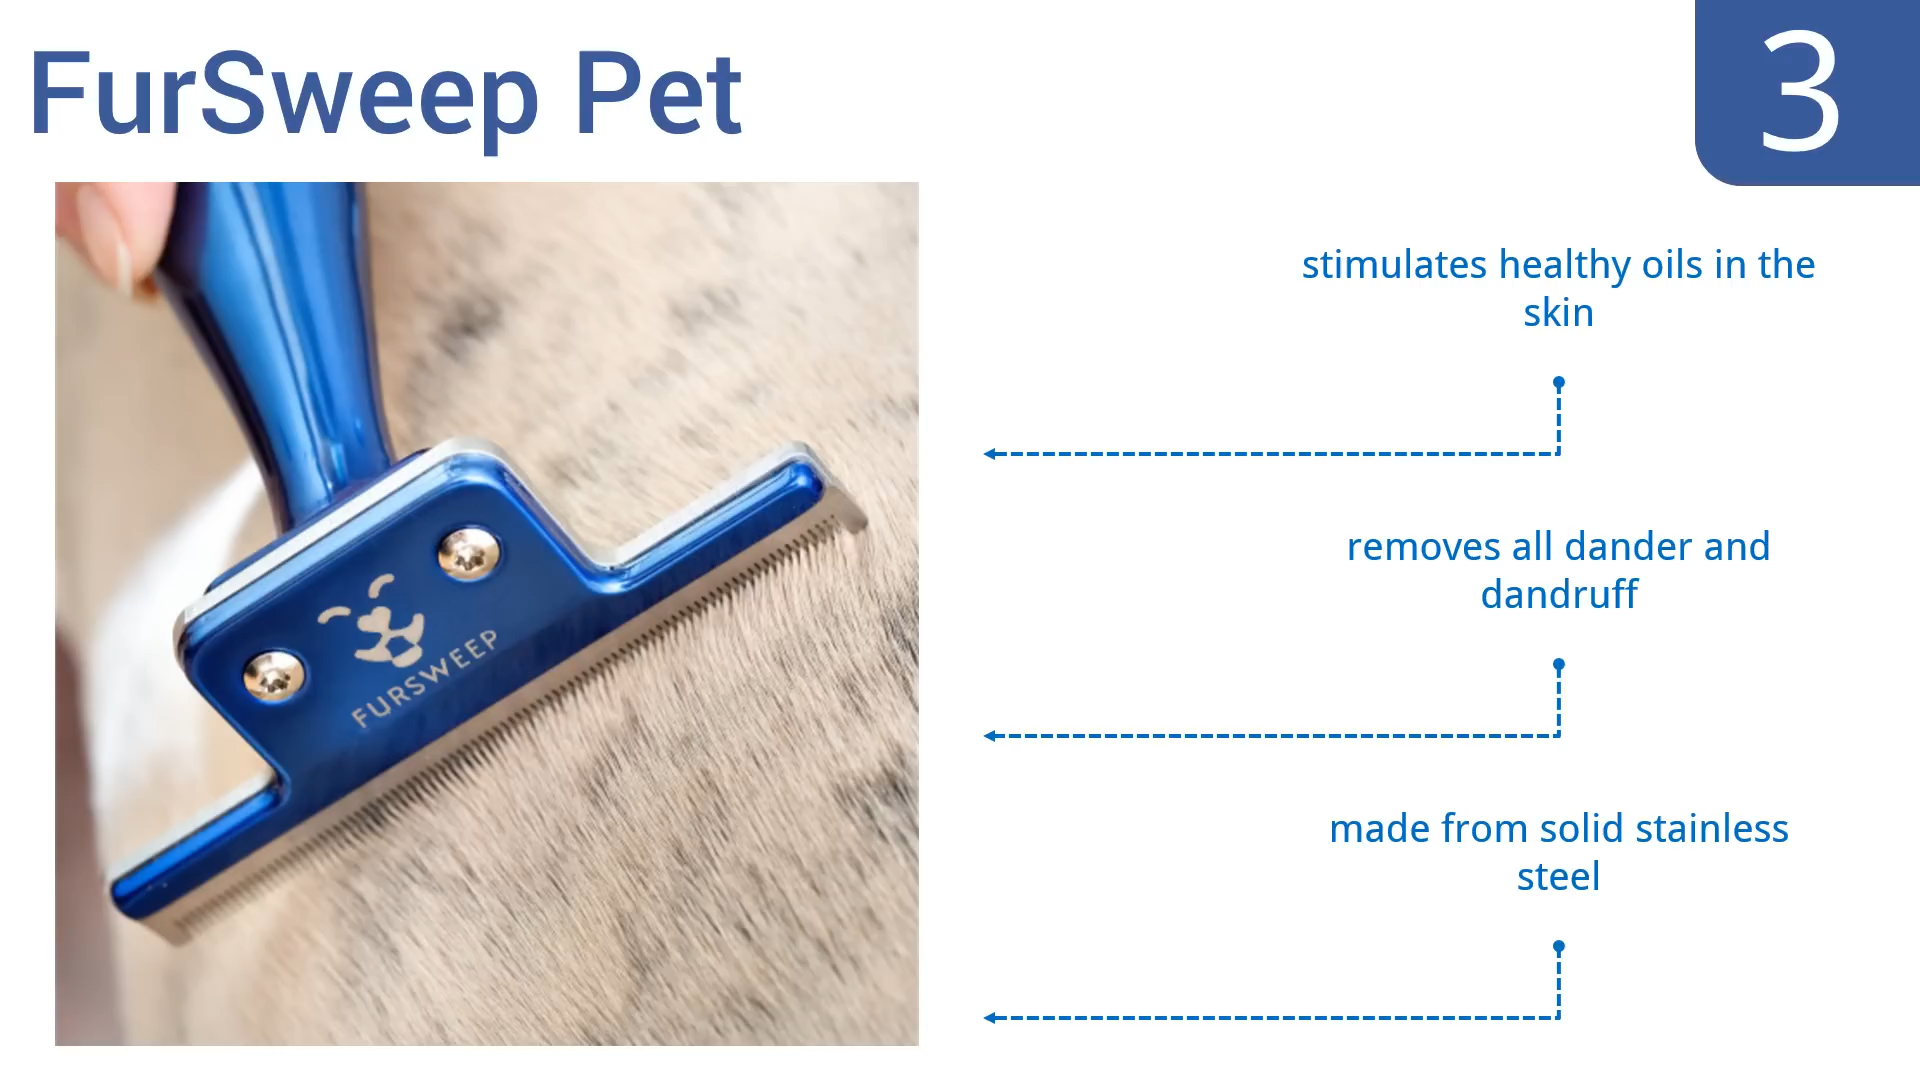 FurSweep Pet
3
stimulates healthy oils in the
skin
removes all dander and
dandruff
made from solid stainless
steel
FURSWEEP